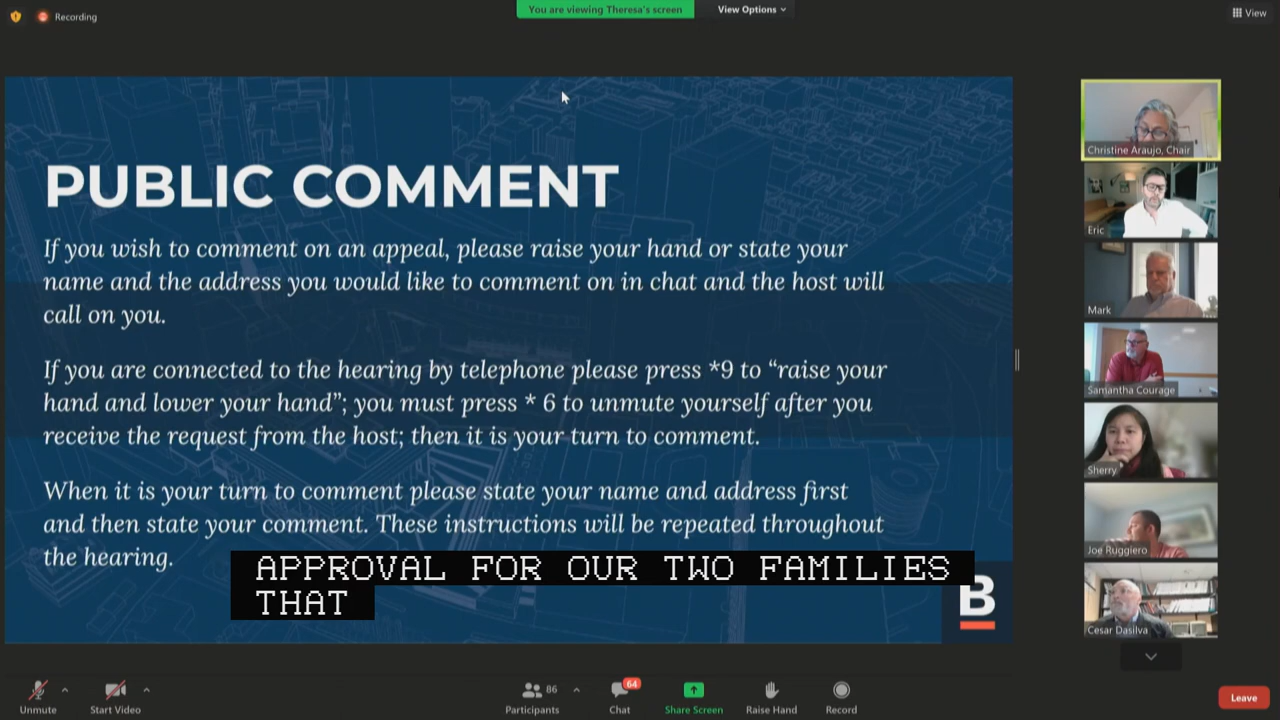 Recording
You are viewing Theresa's screen
View Options
View
PUBLIC COMMENT
If you wish to comment on an appeal, please raise your hand or state your
name and the address you would like to comment on in chat and the host will
call on you.
If you are connected to the hearing by telephone please press *9 to “raise your
hand and lower your hand”; you must press * 6 to unmute yourself after you
receive the request from the host; then it is your turn to comment.
When it is your turn to comment please state your name and address first
and then state your comment. These instructions will be repeated throughout
the hearing.
APPROVAL FOR OUR TWO FAMILIES
THAT
B
Christine Araujo, Chair
Eric
Mark
Samantha Courage
Sherry
Joe Ruggiero
Cesar Dasilva
Unmute
Start Video
86
Participants
64
Chat
Share Screen
Raise Hand
Record
Leave